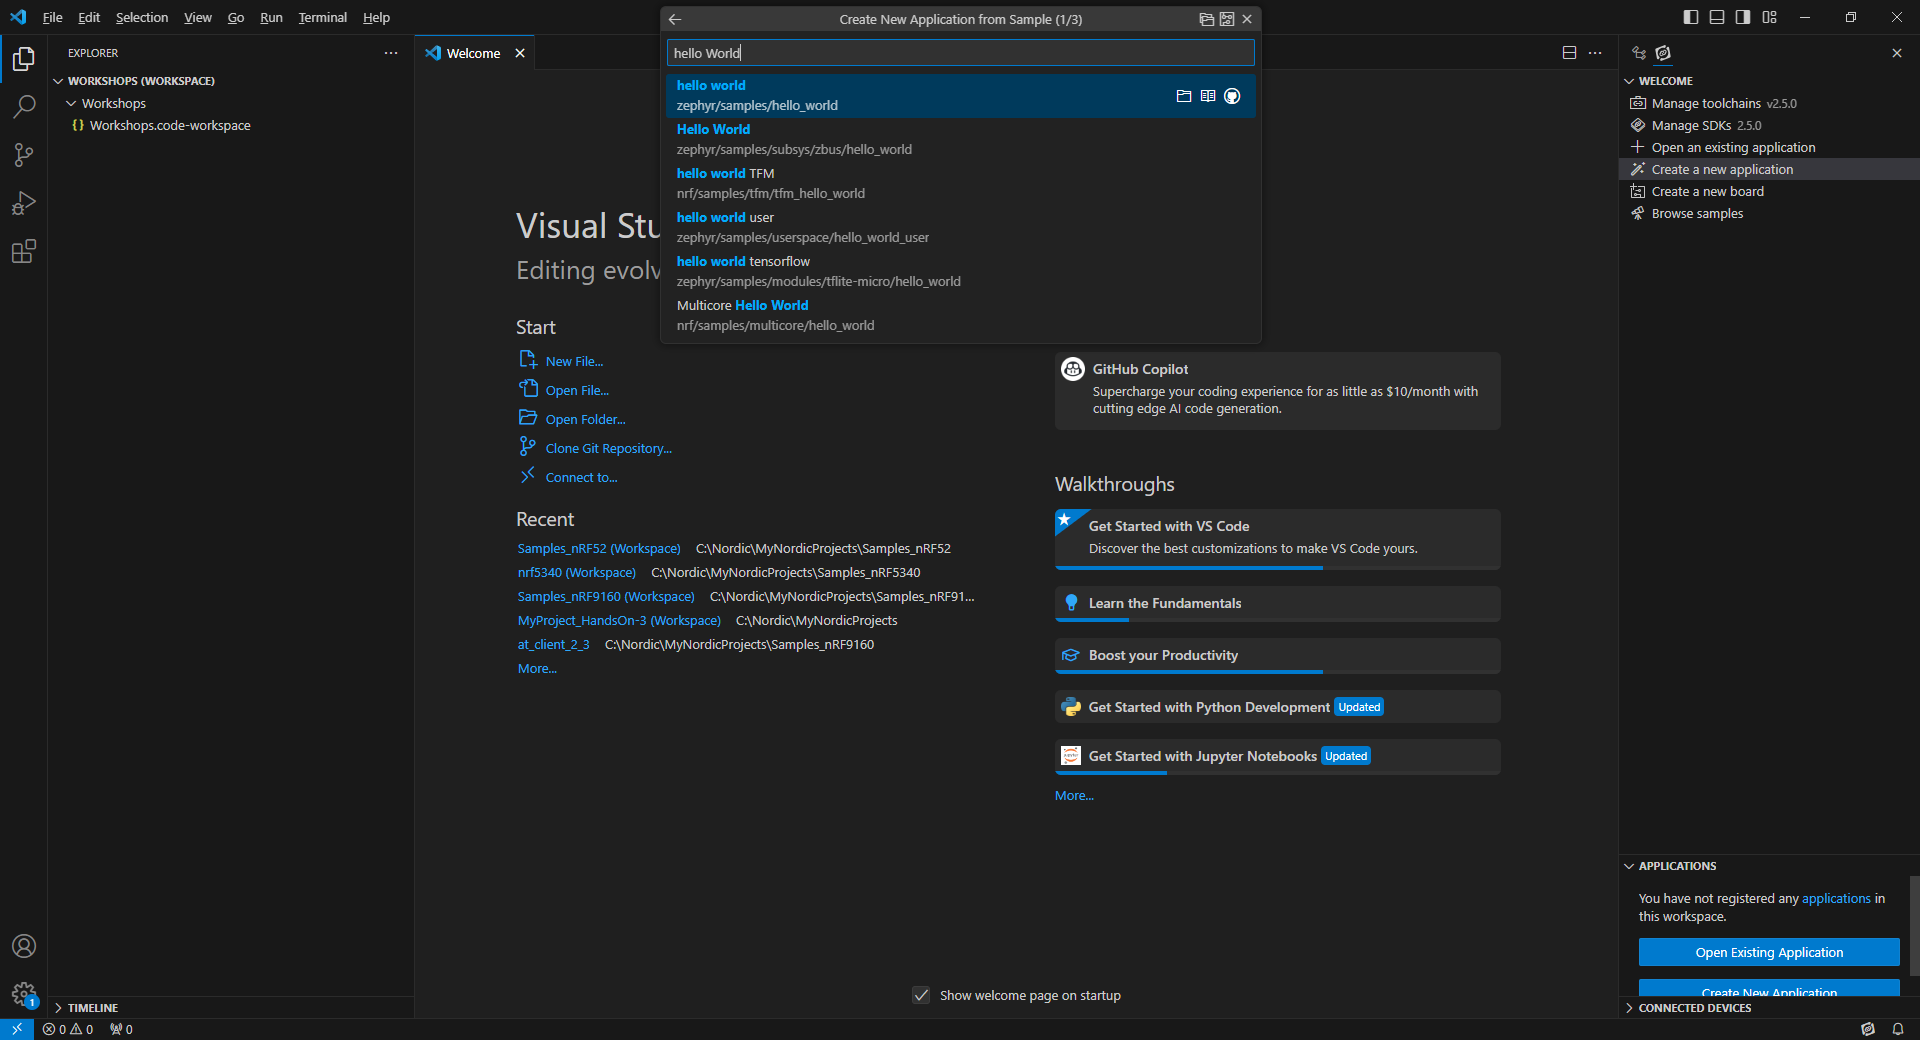 File Edit Selection View Go Run Terminal Help
Create New Application from Sample (1/3)
hello World
hello world
zephyr/samples/hello_world
Hello World
zephyr/samples/subsys/zbus/hello_world
hello world TFM
nrf/samples/tfm/tfm_hello_world
hello world user
zephyr/samples/userspace/hello_world_user
hello world tensorflow
zephyr/samples/modules/tflite-micro/hello_world
Multicore Hello World
nrf/samples/multicore/hello_world
EXPLORER
WORKSHOPS (WORKSPACE)
Workshops
Workshops.code-workspace
TIMELINE
Welcome
Visual Stu
Editing evolv
Start
New File...
Open File...
Open Folder...
Clone Git Repository...
Connect to...
Recent
Samples_nRF52 (Workspace) C:\Nordic\MyNordicProjects\Samples_nRF52
nrf5340 (Workspace) C:\Nordic\MyNordicProjects\Samples_nRF5340
Samples_nRF9160 (Workspace) C:\Nordic\MyNordicProjects\Samples_nRF91...
MyProject_HandsOn-3 (Workspace) C:\Nordic\MyNordicProjects
at_client_2_3 C:\Nordic\MyNordicProjects\Samples_nRF9160
More...
GitHub Copilot
Supercharge your coding experience for as little as $10/month with
cutting edge AI code generation.
Walkthroughs
Get Started with VS Code
Discover the best customizations to make VS Code yours.
Learn the Fundamentals
Boost your Productivity
Get Started with Python Development Updated
Get Started with Jupyter Notebooks Updated
More...
Show welcome page on startup
WELCOME
Manage toolchains v2.5.0
Manage SDKs 2.5.0
Open an existing application
Create a new application
Create a new board
Browse samples
APPLICATIONS
You have not registered any applications in
this workspace.
Open Existing Application
Create New Application
CONNECTED DEVICES
1
0 0 0